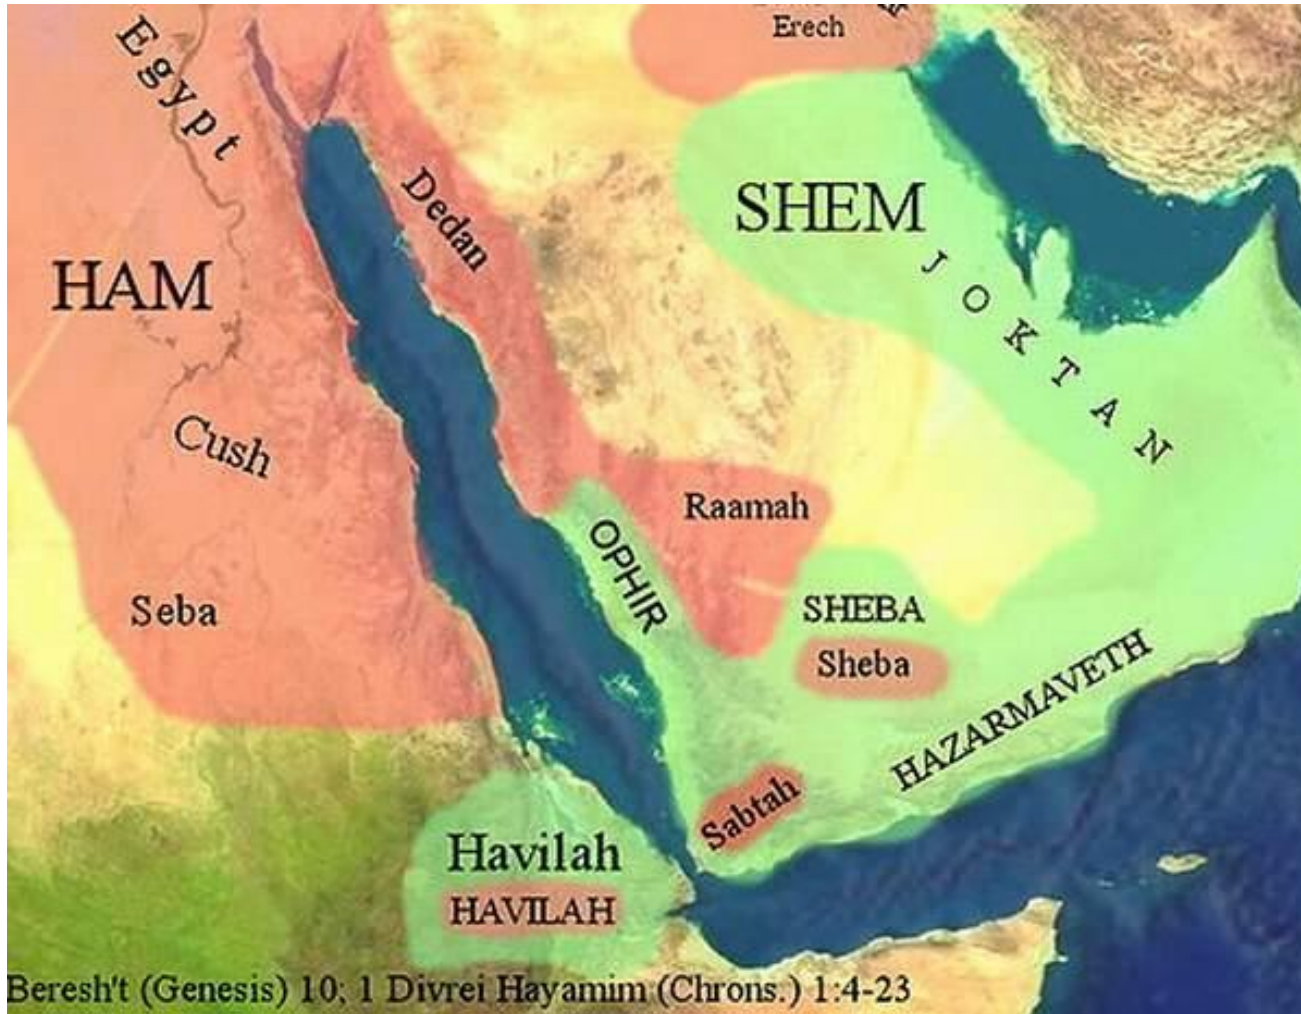 Erech
Egypt
Dedan
SHEM
HAM
JOKTAN
Cush
Raamah
OPHIR
Seba
SHEBA
Sheba
HAZARMAVETH
Sabtah
Havilah
HAVILAH
Beresh't (Genesis) 10; 1 Divrei Hayamim (Chrons.) 1:4-23